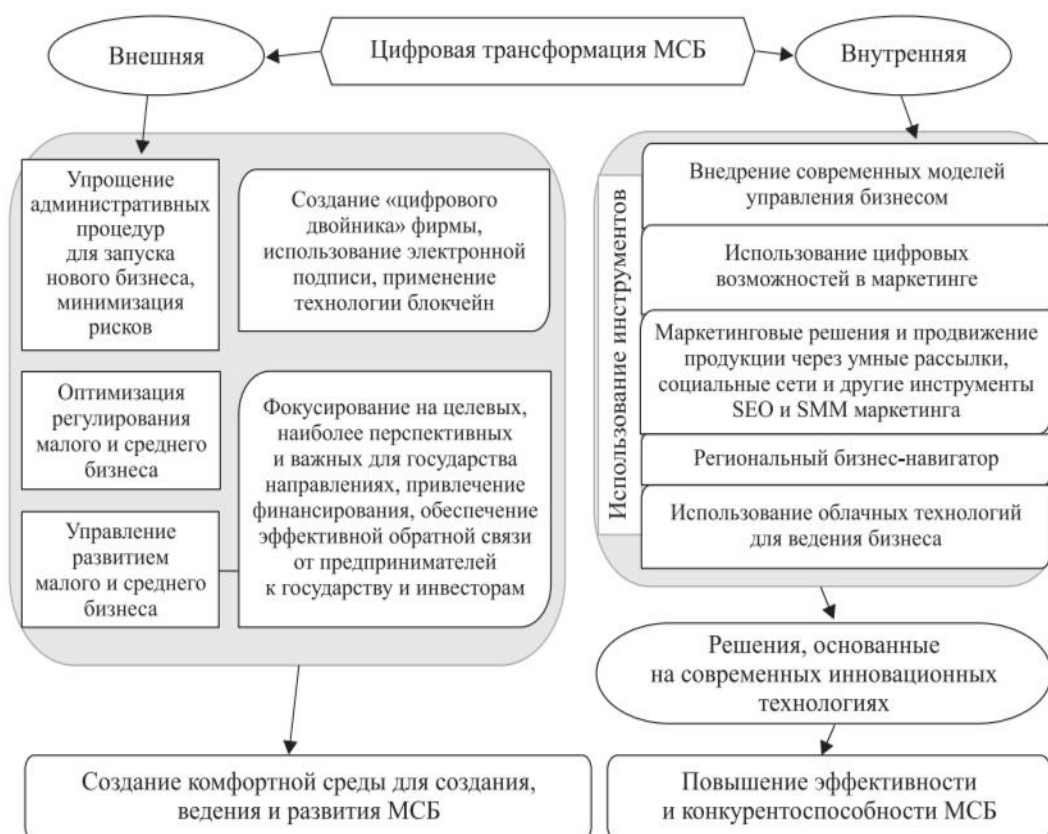 Цифровая трансформация МСБ
Внешняя
Внутренняя
Упрощение
административных
процедур
для запуска
нового бизнеса,
минимизация
рисков
Создание «цифрового
двойника» фирмы,
использование электронной
подписи, применение
технологии блокчейн
Оптимизация
регулирования
малого и среднего
бизнеса
Управление
развитием
малого и среднего
бизнеса
Фокусирование на целевых,
наиболее перспективных
и важных для государства
направлениях, привлечение
финансирования, обеспечение
эффективной обратной связи
от предпринимателей
к государству и инвесторам
Создание комфортной среды для создания,
ведения и развития МСБ
Использование инструментов
Внедрение современных моделей
управления бизнесом
Использование цифровых
возможностей в маркетинге
Маркетинговые решения и продвижение
продукции через умные рассылки,
социальные сети и другие инструменты
SEO и SMM маркетинга
Региональный бизнес-навигатор
Использование облачных технологий
для ведения бизнеса
Решения, основанные
на современных инновационных
технологиях
Повышение эффективности
и конкурентоспособности МСБ